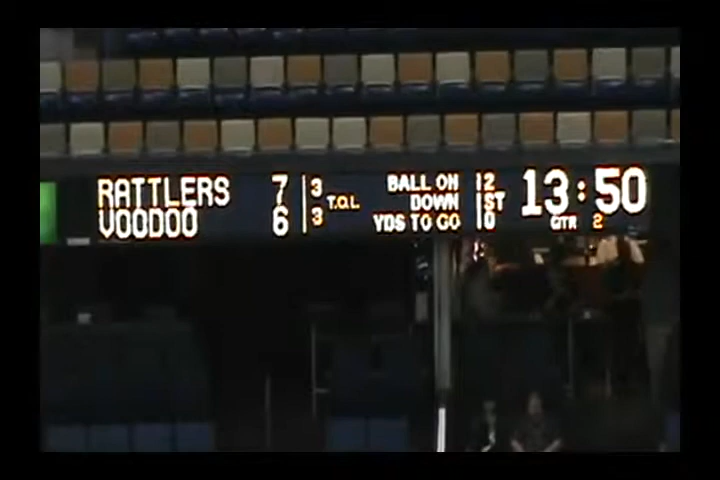 RATTLERS 7 3 T.O.L. BALL ON 12 13:50
VOODOO 6 3 DOWN 1ST QTR 2
YDS TO GO 10